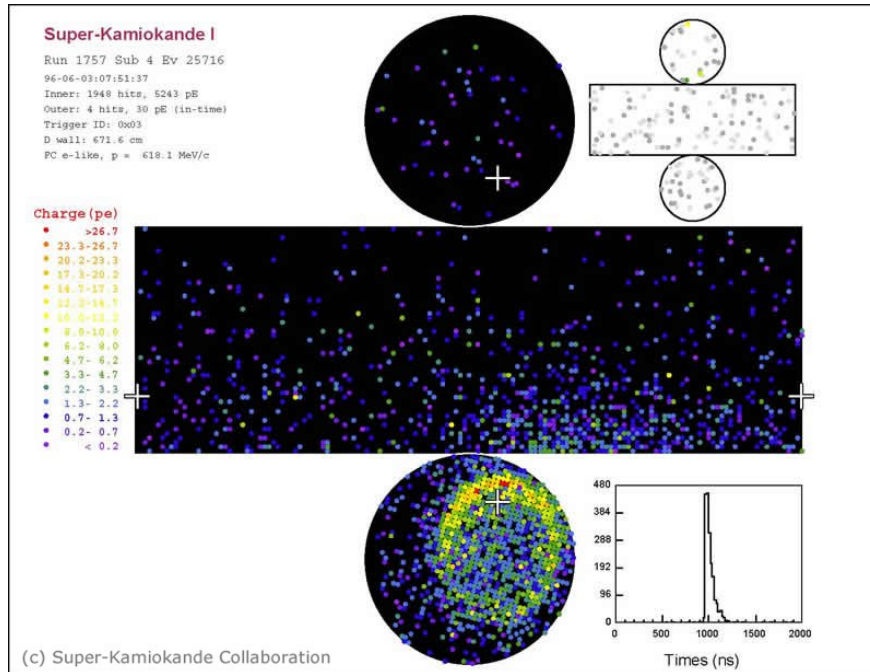 Super-Kamiokande I
Run 1757 Sub 4 Ev 25716
96-06-03:07:51:37
Inner: 1948 hits, 5243 pE
Outer: 4 hits, 30 pE (in-time)
Trigger ID: 0x03
D wall: 671.6 cm
FC e-like, p = 618.1 MeV/c
Charge(pe)
>26.7
23.3-26.7
20.2-23.3
17.3-20.2
14.7-17.3
12.2-14.7
10.0-12.2
8.0-10.0
6.2- 8.0
4.7- 6.2
3.3- 4.7
2.2- 3.3
1.3- 2.2
0.7- 1.3
0.2- 0.7
< 0.2
480
384
288
192
96
0
0 500 1000 1500 2000
Times (ns)
(c) Super-Kamiokande Collaboration